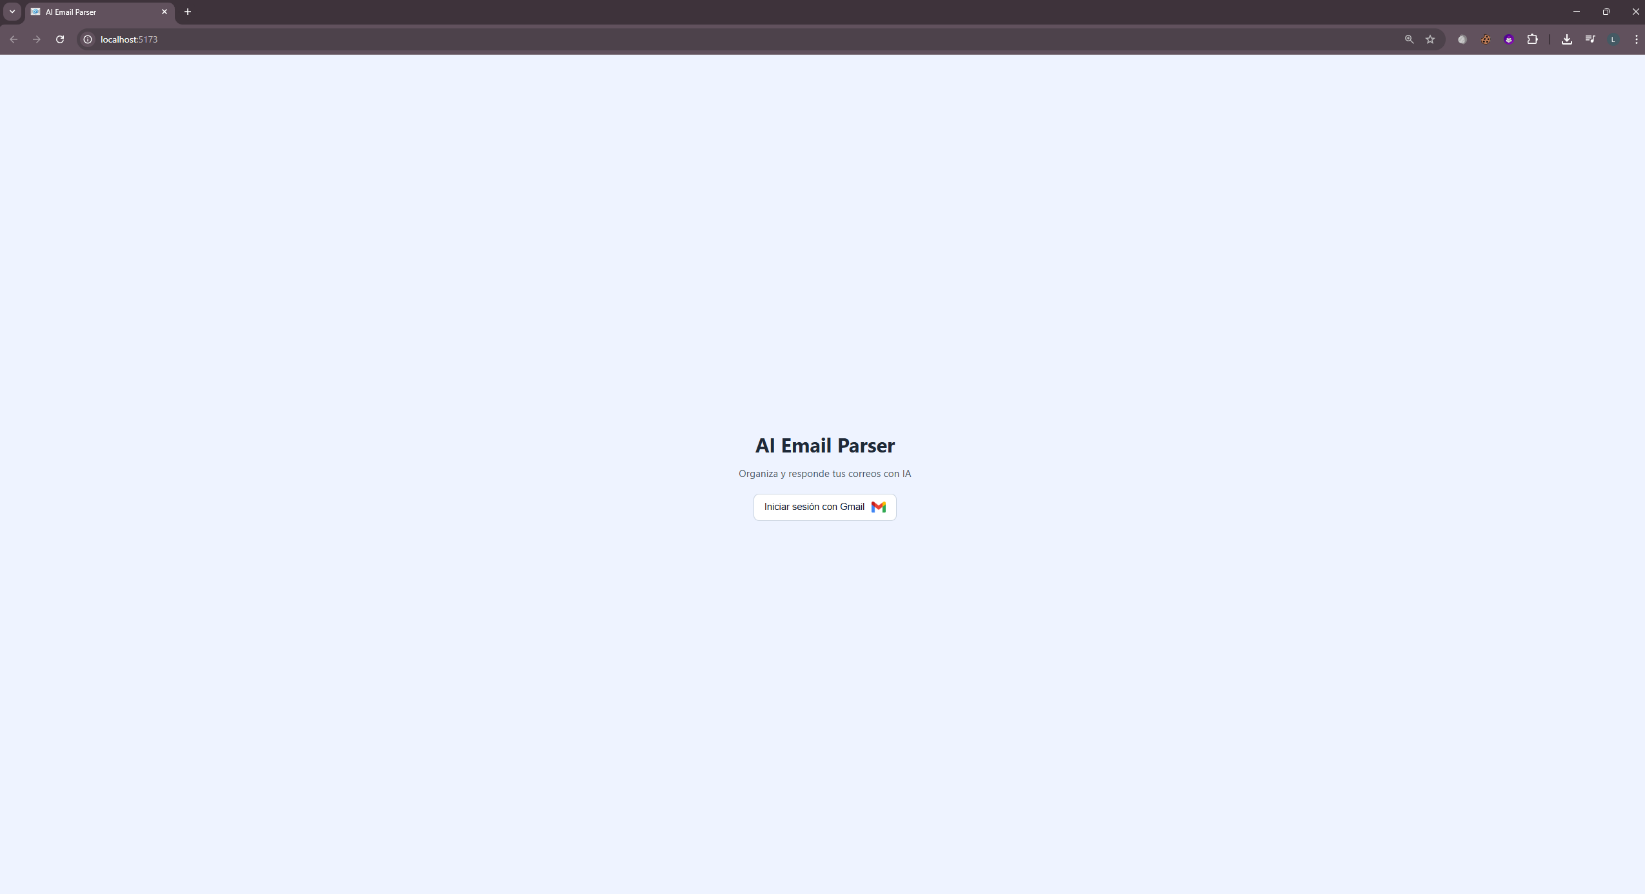 AI Email Parser
localhost:5173
L
AI Email Parser
Organiza y responde tus correos con IA
Iniciar sesión con Gmail